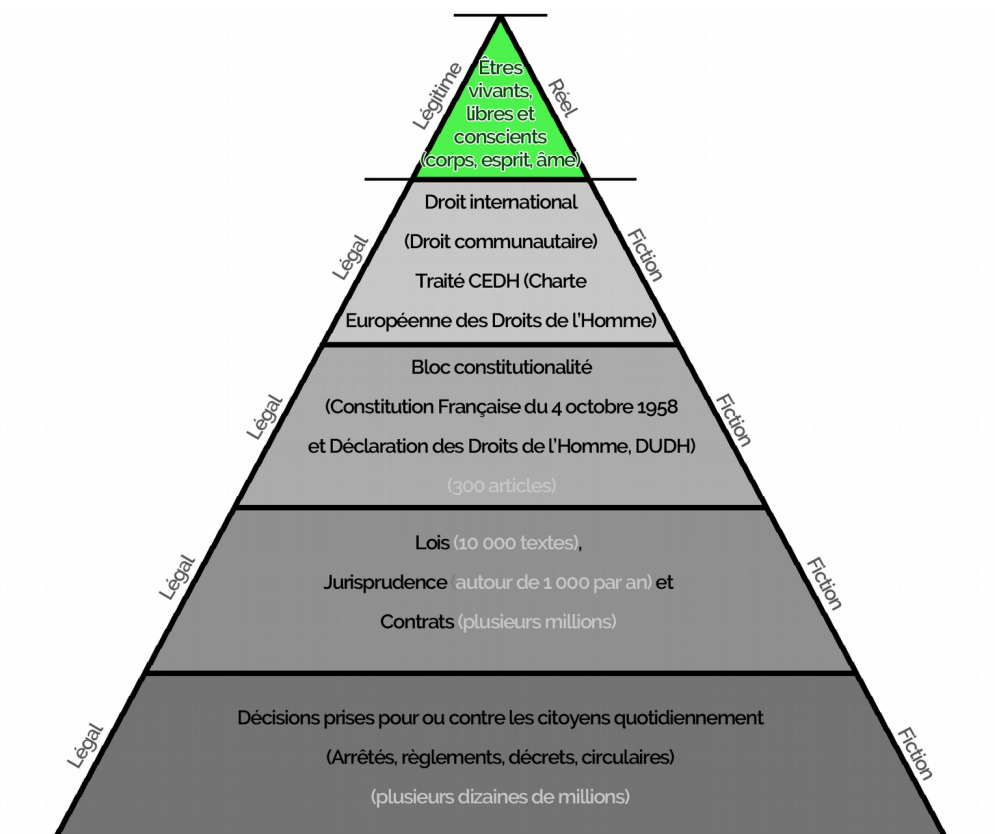 Légitime
Êtres
vivants,
libres et
conscients
(corps, esprit, âme)
Réel
Légal
Droit international
(Droit communautaire)
Traité CEDH (Charte
Européenne des Droits de l'Homme)
Fiction
Légal
Bloc constitutionalité
(Constitution Française du 4 octobre 1958
et Déclaration des Droits de l'Homme, DUDH)
(300 articles)
Fiction
Légal
Lois (10 000 textes),
Jurisprudence (autour de 1 000 par an) et
Contrats (plusieurs millions)
Fiction
Légal
Décisions prises pour ou contre les citoyens quotidiennement
(Arrêtés, règlements, décrets, circulaires)
(plusieurs dizaines de millions)
Fiction